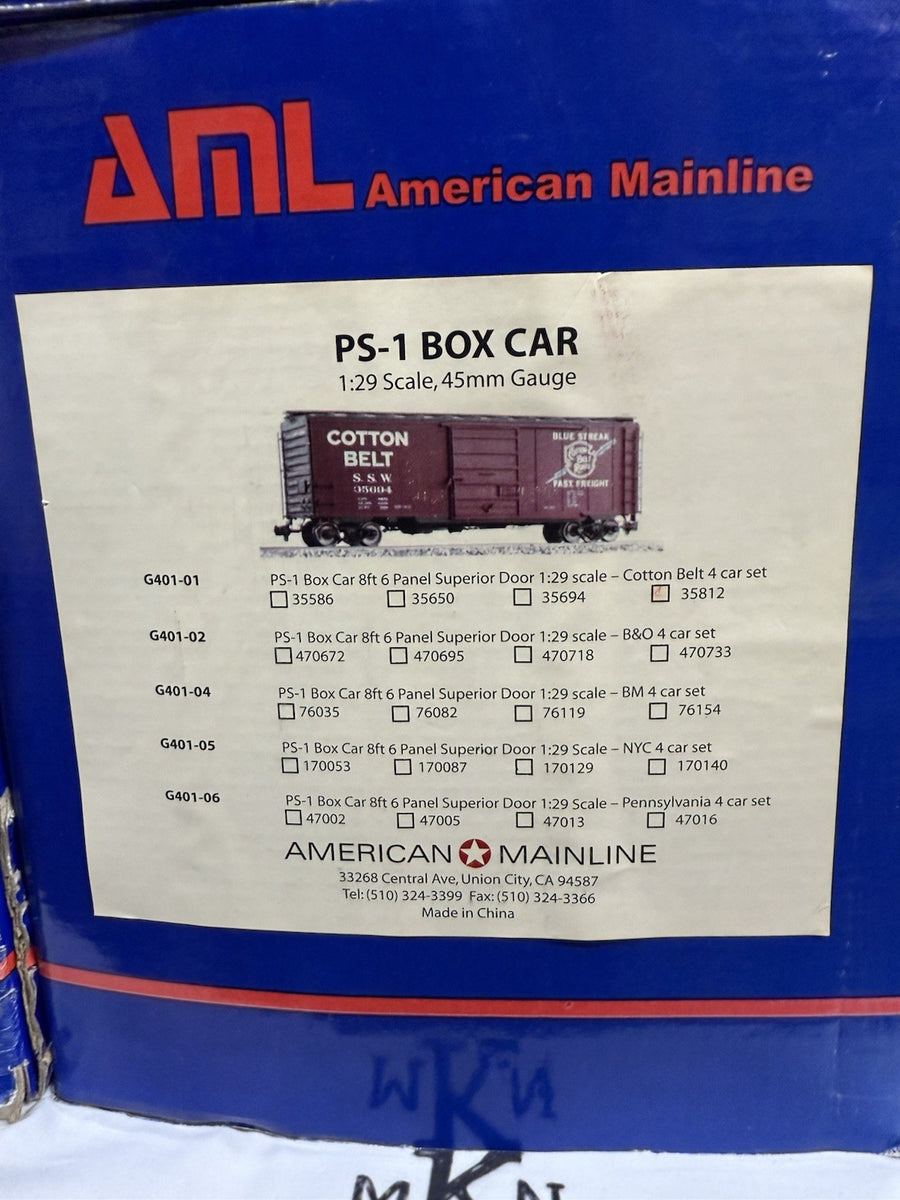 AML American Mainline
PS-1 BOX CAR
1:29 Scale, 45mm Gauge
COTTON
BELT
S. S. W.
BLUE STREAK
FAST FREIGHT
G401-01 PS-1 Box Car 8ft 6 Panel Superior Door 1:29 scale – Cotton Belt 4 car set
35586 35650 35694 35812
G401-02 PS-1 Box Car 8ft 6 Panel Superior Door 1:29 scale – B&O 4 car set
470672 470695 470718 470733
G401-04 PS-1 Box Car 8ft 6 Panel Superior Door 1:29 scale – BM 4 car set
76035 76082 76119 76154
G401-05 PS-1 Box Car 8ft 6 Panel Superior Door 1:29 Scale – NYC 4 car set
170053 170087 170129 170140
G401-06 PS-1 Box Car 8ft 6 Panel Superior Door 1:29 Scale – Pennsylvania 4 car set
47002 47005 47013 47016
AMERICAN MAINLINE
33268 Central Ave, Union City, CA 94587
Tel: (510) 324-3399 Fax: (510) 324-3366
Made in China